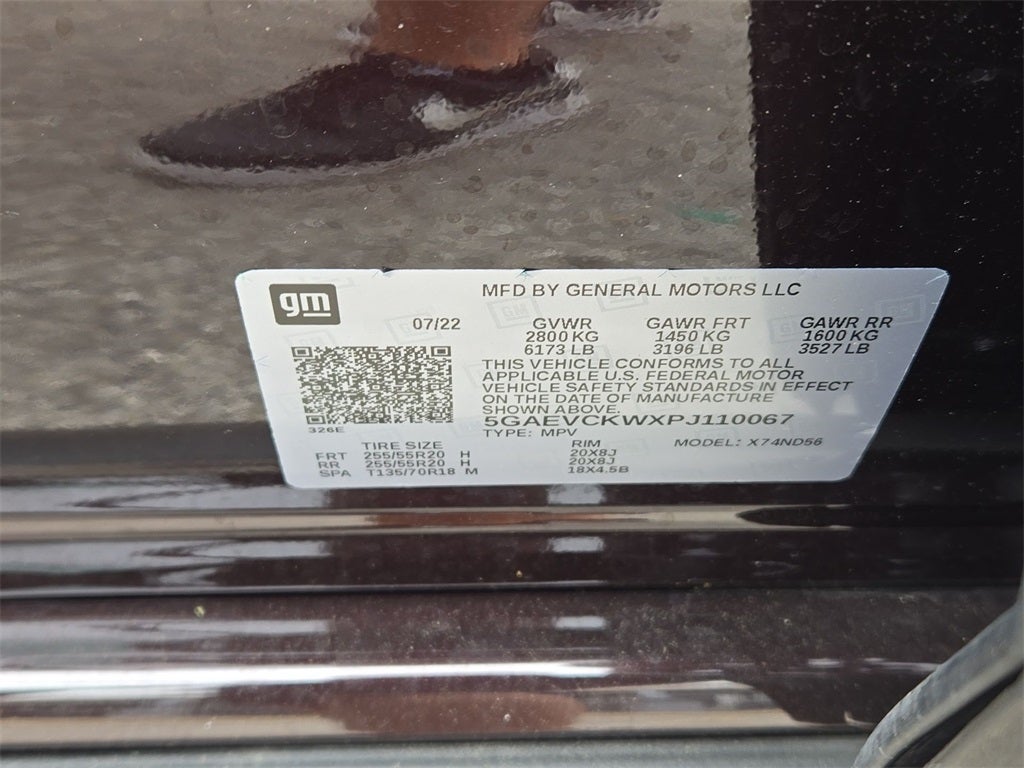 gm
MFD BY GENERAL MOTORS LLC
07/22 GVWR GAWR FRT GAWR RR
2800 KG 1450 KG 1600 KG
6173 LB 3196 LB 3527 LB
THIS VEHICLE CONFORMS TO ALL
APPLICABLE U.S. FEDERAL MOTOR
VEHICLE SAFETY STANDARDS IN EFFECT
ON THE DATE OF MANUFACTURE
SHOWN ABOVE.
5GAEVCKWXPJ110067
326E
TYPE: MPV MODEL: X74ND56
TIRE SIZE RIM
FRT 255/55R20 H 20X8J
RR 255/55R20 H 20X8J
SPA T135/70R18 M 18X4.5B